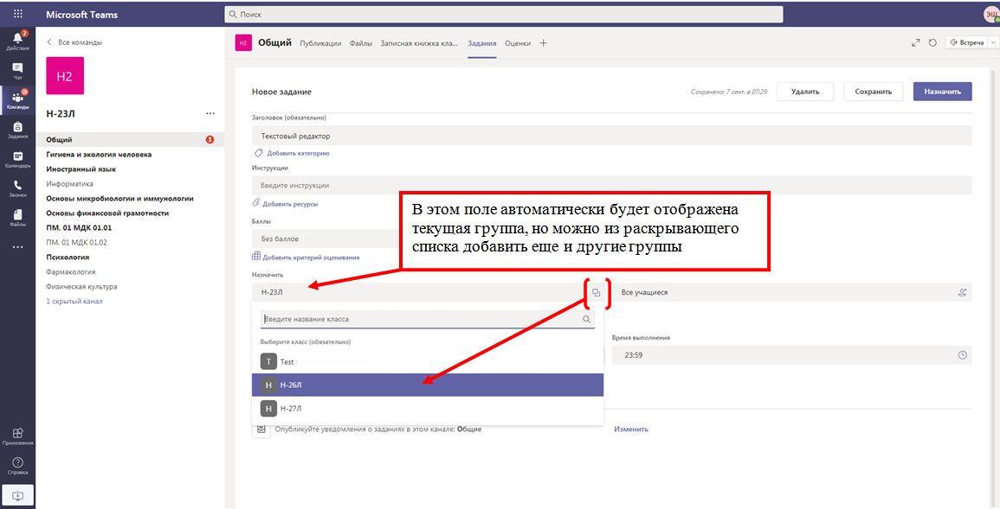 Microsoft Teams
Поиск
ЭШ
2
Действия
Чат
@
Команды
Задания
Календарь
Звонки
Файлы
Приложения
Справка
Все команды
Н2
Н-23Л
Общий
1
Гигиена и экология человека
Иностранный язык
Информатика
Основы микробиологии и иммунологии
Основы финансовой грамотности
ПМ. 01 МДК 01.01
ПМ. 01 МДК 01.02
Психология
Фармакология
Физическая культура
1 скрытый канал
Н2 Общий Публикации Файлы Записная книжка кла... Задания Оценки
Встреча
Новое задание
Сохранено: 7 сент. в 07:29
Удалить
Сохранить
Назначить
Заголовок (обязательно)
Текстовый редактор
Добавить категорию
Инструкции
Введите инструкции
Добавить ресурсы
Баллы
Без баллов
Добавить критерий оценивания
В этом поле автоматически будет отображена
текущая группа, но можно из раскрывающего
списка добавить еще и другие группы
Назначить
Н-23Л
Все учащиеся
Введите название класса
Выберите класс (обязательно)
T Test
Н Н-26Л
Н Н-27Л
Время выполнения
23:59
Опубликуйте уведомления о заданиях в этом канале: Общие
Изменить